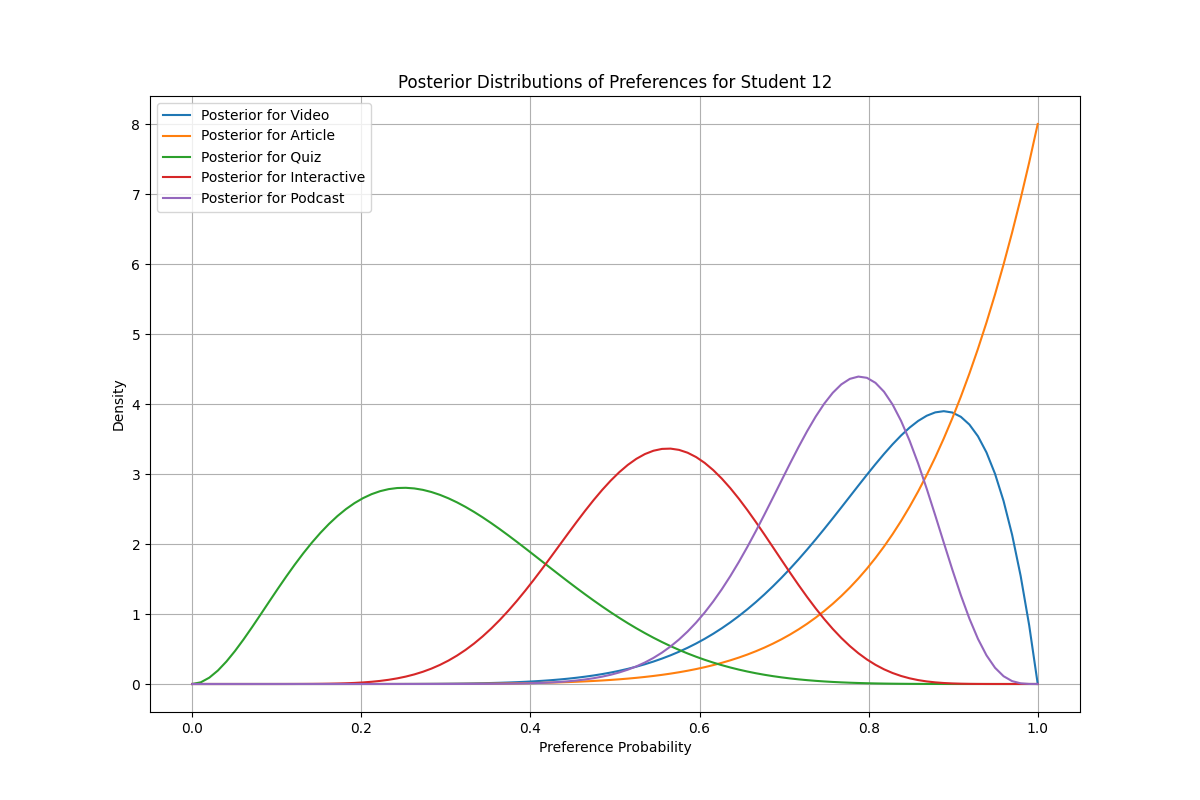 Posterior Distributions of Preferences for Student 12
Posterior for Video
Posterior for Article
Posterior for Quiz
Posterior for Interactive
Posterior for Podcast
8
7
6
5
4
3
2
1
0
Density
0.0 0.2 0.4 0.6 0.8 1.0
Preference Probability